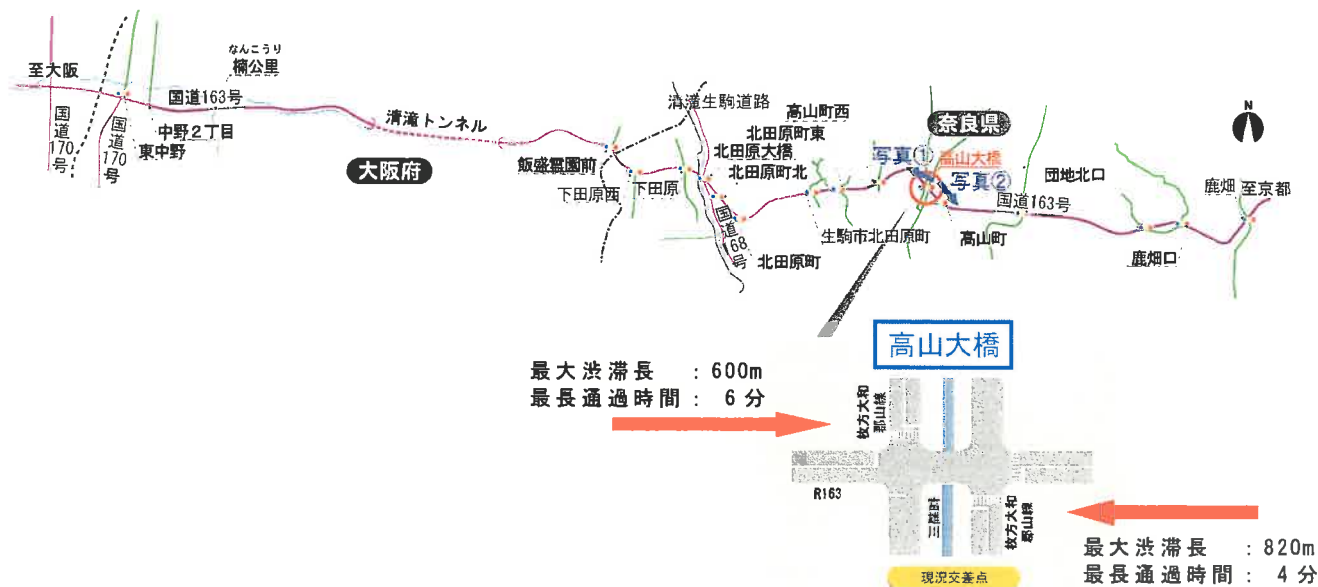 なんこうり
楠公里
至大阪
国道163号
国道170号
国道170号
中野2丁目
東中野
清滝トンネル
大阪府
飯盛霊園前
下田原西
下田原
清滝生駒道路
北田原町東
北田原大橋
北田原町北
国道168号
北田原町
高山町西
奈良県
写真①
高山大橋
写真②
生駒市北田原町
高山町
国道163号
団地北口
N
鹿畑
至京都
鹿畑口
高山大橋
最大渋滞長 : 600m
最長通過時間 : 6分
枚方大和
郡山線
R163
枚方大和
郡山線
最大渋滞長 : 820m
最長通過時間 : 4分
現況交差点